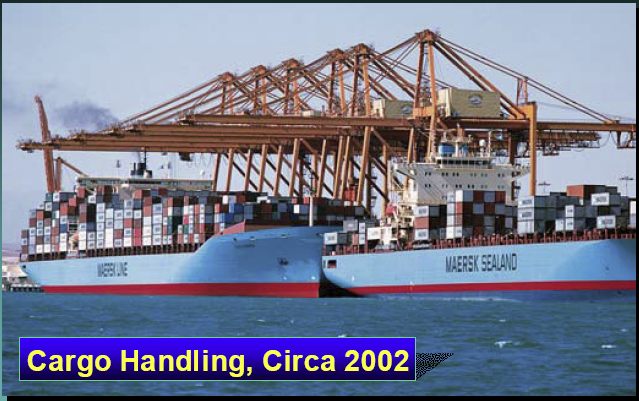 MAERSK LINE
MAERSK SEALAND
Cargo Handling, Circa 2002